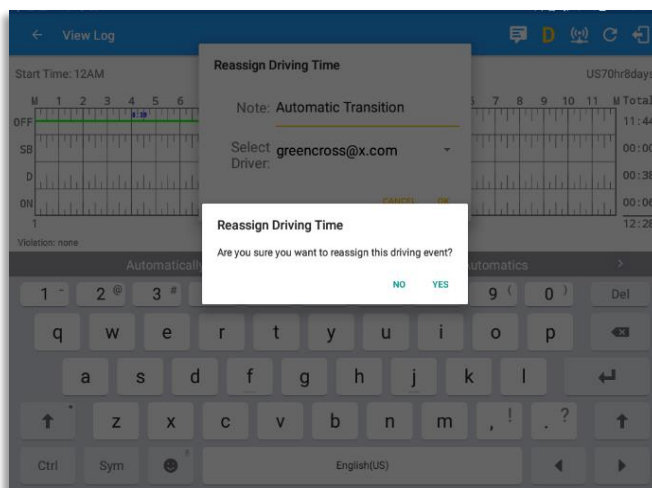 View Log
D
Start Time: 12AM
US70hr8days
Reassign Driving Time
Note: Automatic Transition
Select Driver: greencross@x.com
CANCEL OK
M 1 2 3 4 5 6
7 8 9 10 11 M Total
OFF 11:44
SB 00:00
D 00:38
ON 00:06
1 12:28
Violation: none
Reassign Driving Time
Are you sure you want to reassign this driving event?
NO YES
Automatically
Automatics
1 - 2 @ 3 # 9 ( 0 ) Del
q w e r t y u i o p
a s d f g h j k l
z x c v b n m , ! . ?
Ctrl Sym English(US)